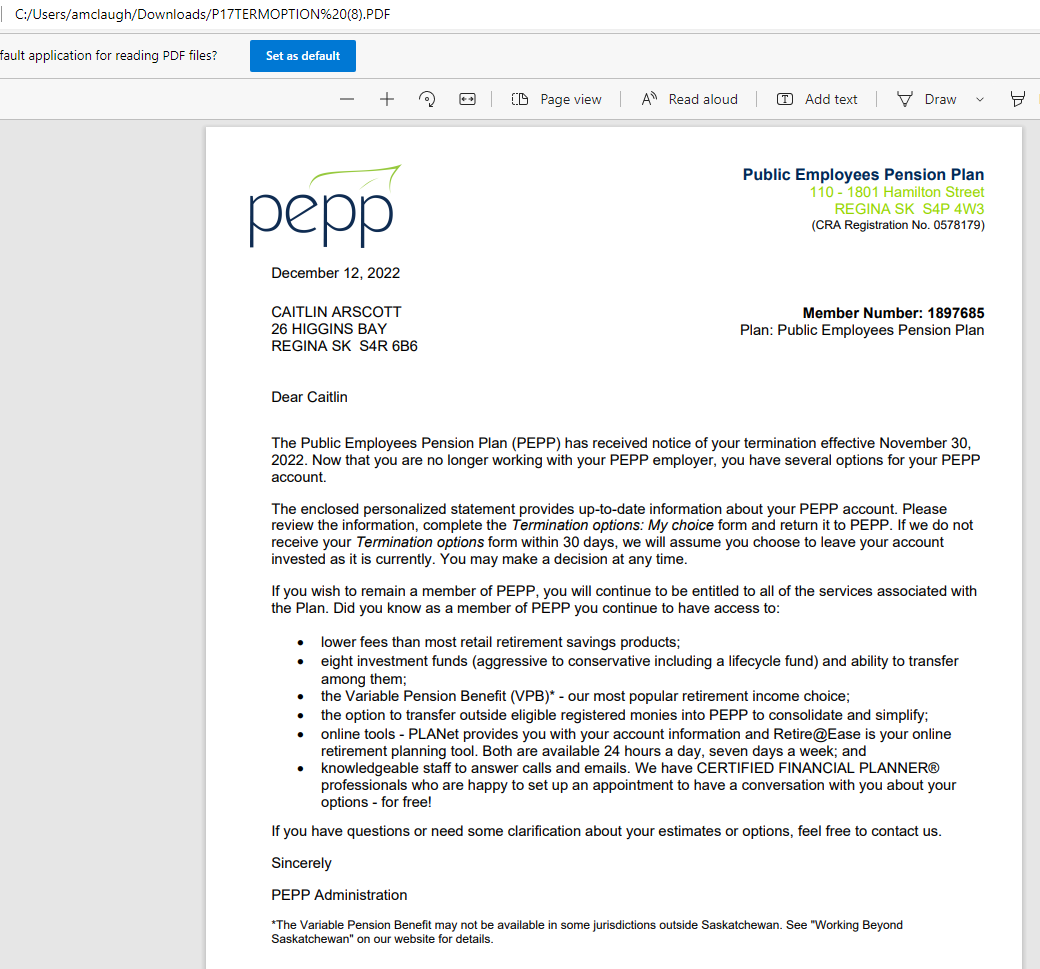 C:/Users/amclaugh/Downloads/P17TERMOPTION%20(8).PDF
fault application for reading PDF files?
Set as default
Page view
Read aloud
Add text
Draw
pepp
Public Employees Pension Plan
110 - 1801 Hamilton Street
REGINA SK  S4P 4W3
(CRA Registration No. 0578179)
December 12, 2022
CAITLIN ARSCOTT
26 HIGGINS BAY
REGINA SK  S4R 6B6
Member Number: 1897685
Plan: Public Employees Pension Plan
Dear Caitlin
The Public Employees Pension Plan (PEPP) has received notice of your termination effective November 30,
2022. Now that you are no longer working with your PEPP employer, you have several options for your PEPP
account.
The enclosed personalized statement provides up-to-date information about your PEPP account. Please
review the information, complete the Termination options: My choice form and return it to PEPP. If we do not
receive your Termination options form within 30 days, we will assume you choose to leave your account
invested as it is currently. You may make a decision at any time.
If you wish to remain a member of PEPP, you will continue to be entitled to all of the services associated with
the Plan. Did you know as a member of PEPP you continue to have access to:
• lower fees than most retail retirement savings products;
• eight investment funds (aggressive to conservative including a lifecycle fund) and ability to transfer
among them;
• the Variable Pension Benefit (VPB)* - our most popular retirement income choice;
• the option to transfer outside eligible registered monies into PEPP to consolidate and simplify;
• online tools - PLANet provides you with your account information and Retire@Ease is your online
retirement planning tool. Both are available 24 hours a day, seven days a week; and
• knowledgeable staff to answer calls and emails. We have CERTIFIED FINANCIAL PLANNER®
professionals who are happy to set up an appointment to have a conversation with you about your
options - for free!
If you have questions or need some clarification about your estimates or options, feel free to contact us.
Sincerely
PEPP Administration
*The Variable Pension Benefit may not be available in some jurisdictions outside Saskatchewan. See "Working Beyond
Saskatchewan" on our website for details.